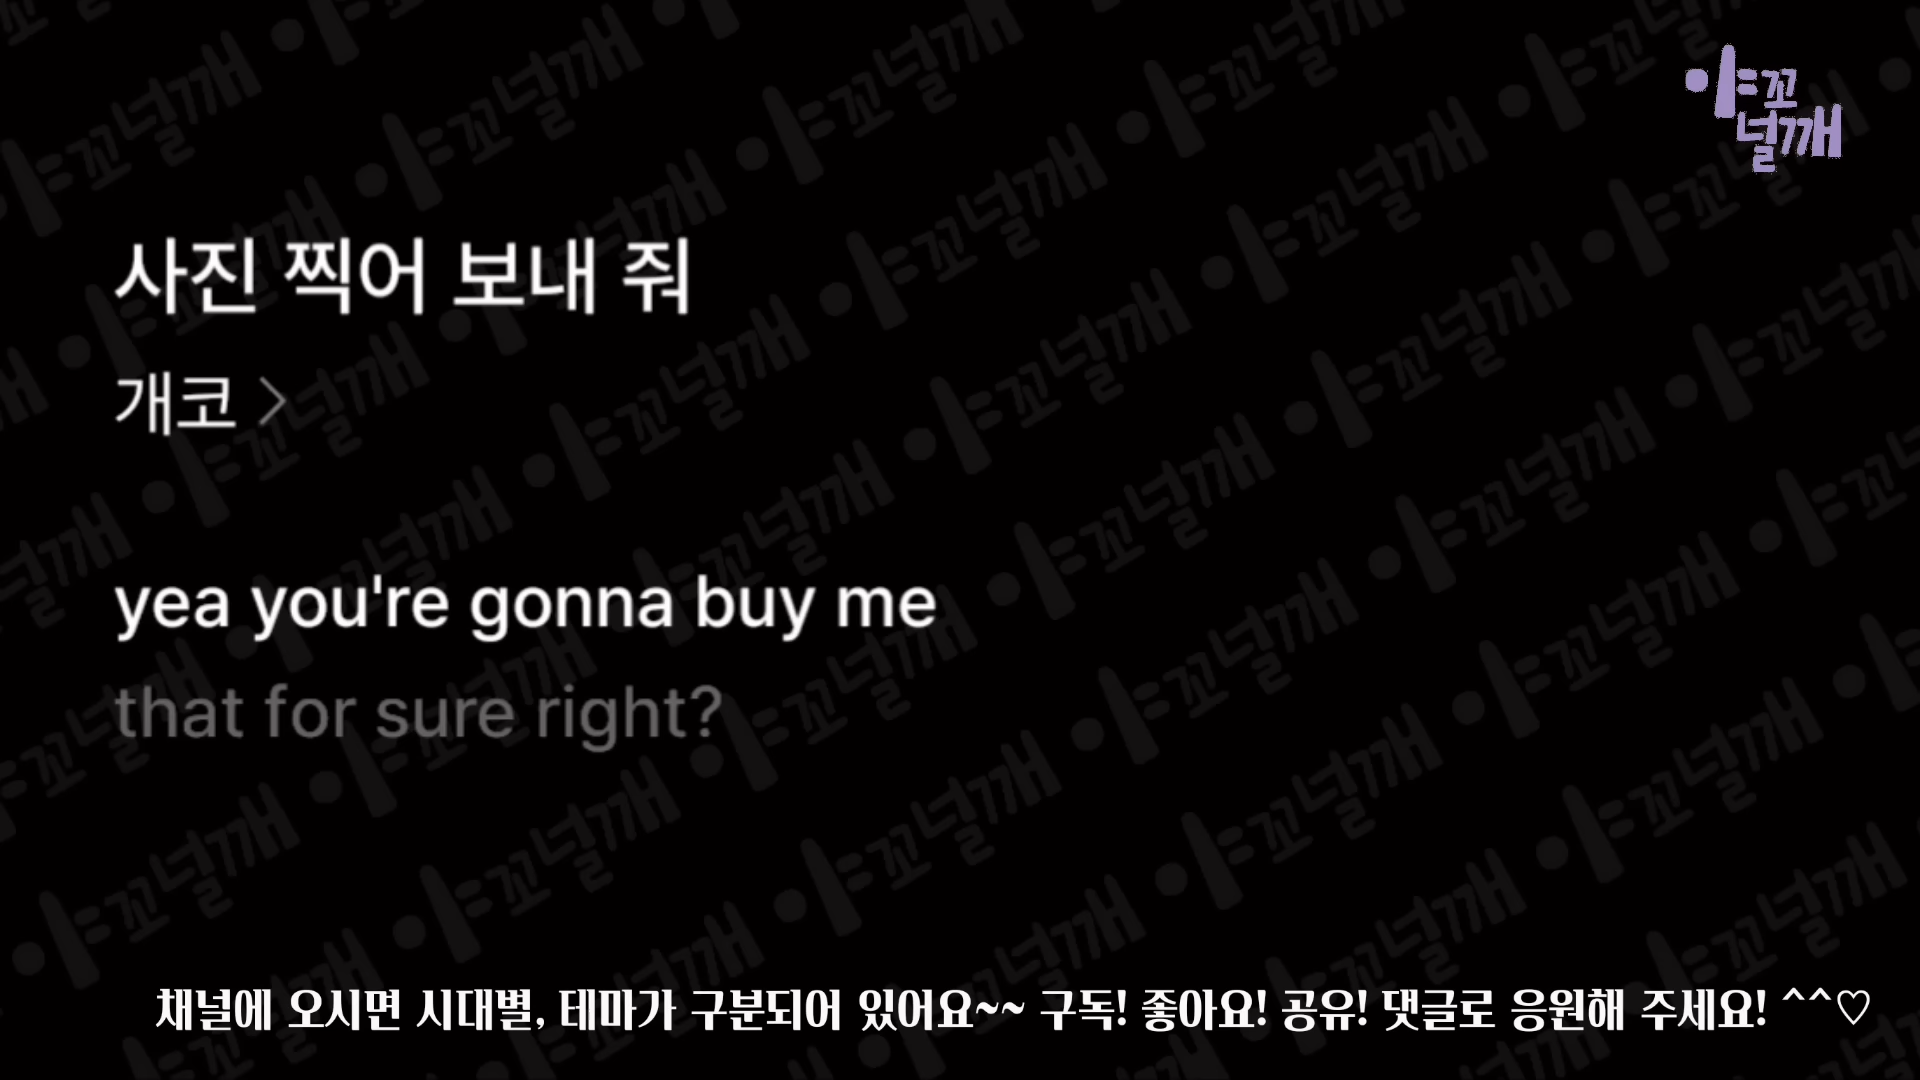 야꼬
널깨
사진 찍어 보내 줘
개코 >
yea you're gonna buy me
that for sure right?
채널에 오시면 시대별, 테마가 구분되어 있어요~~ 구독! 좋아요! 공유! 댓글로 응원해 주세요! ^^♡